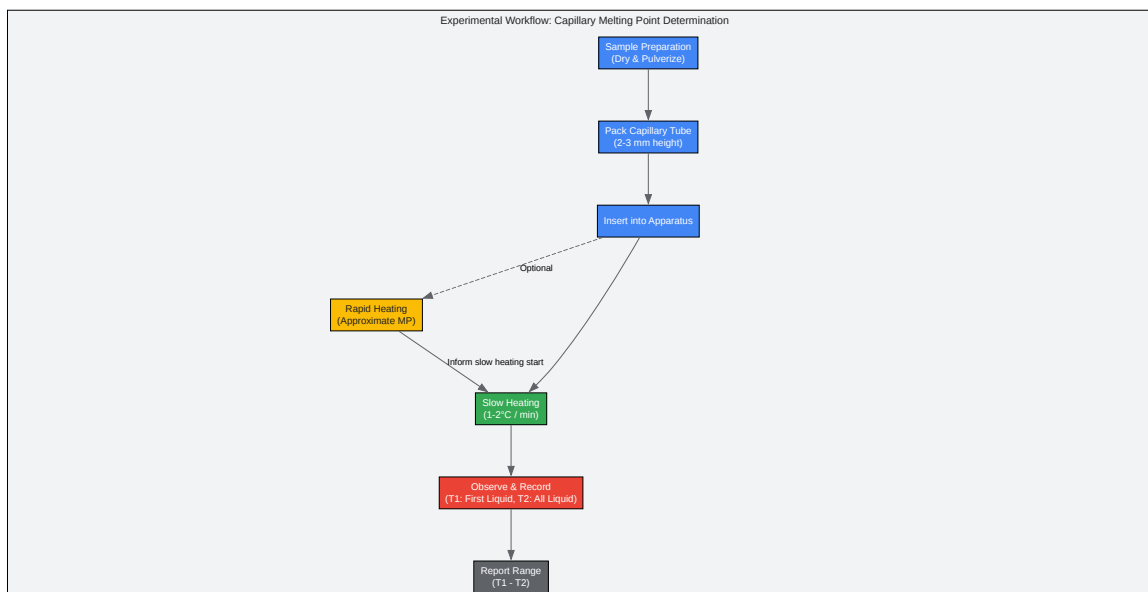 Experimental Workflow: Capillary Melting Point Determination
Sample Preparation
(Dry & Pulverize)
Pack Capillary Tube
(2-3 mm height)
Insert into Apparatus
Optional
Rapid Heating
(Approximate MP)
Inform slow heating start
Slow Heating
(1-2°C / min)
Observe & Record
(T1: First Liquid, T2: All Liquid)
Report Range
(T1 - T2)